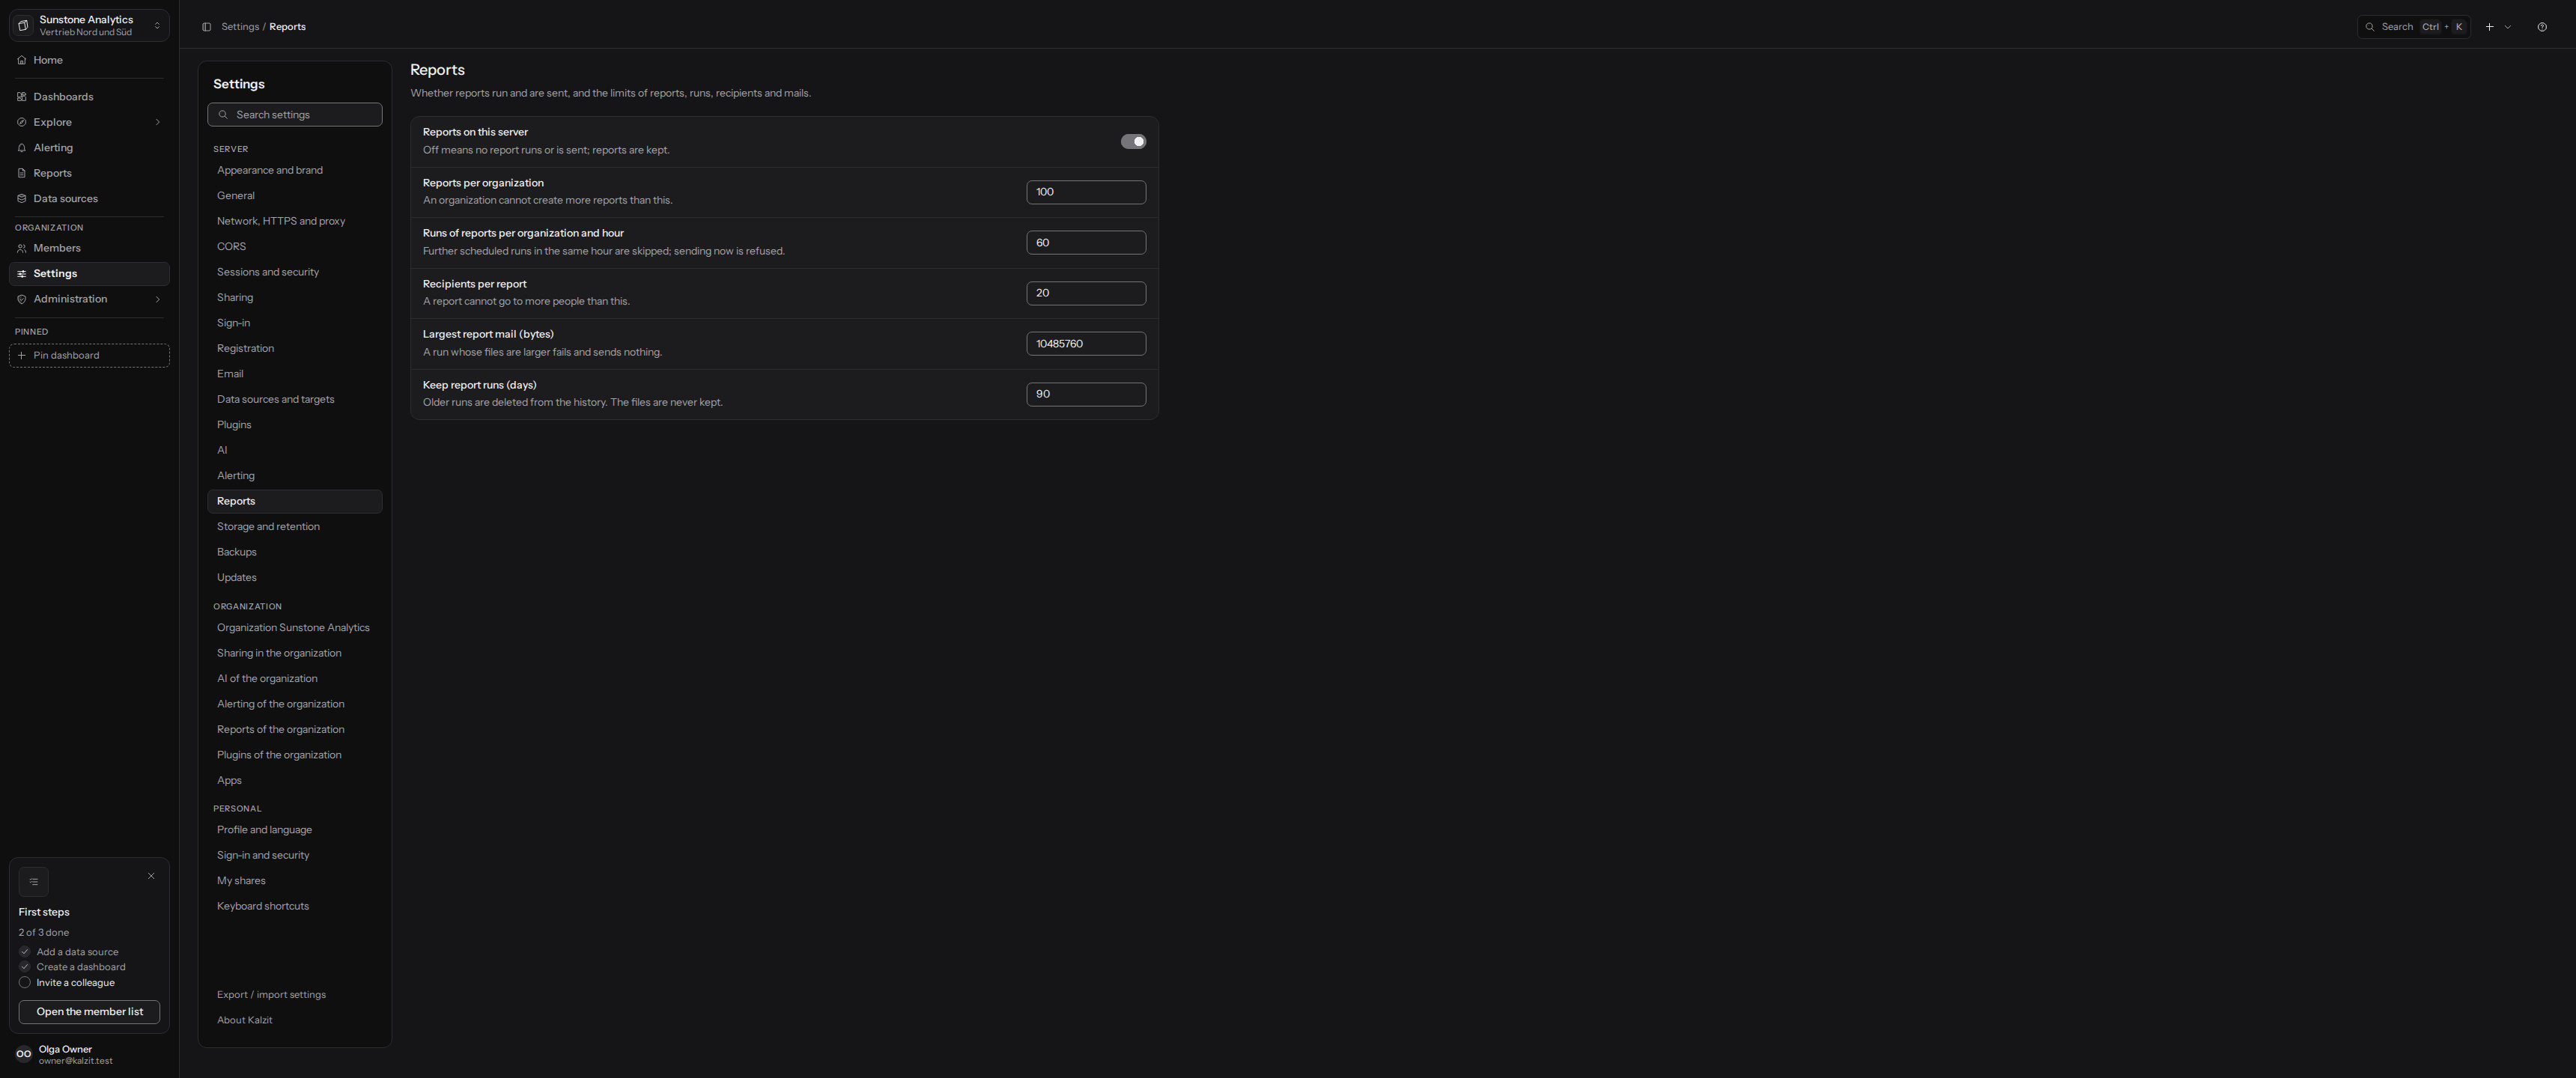 Sunstone Analytics
Vertrieb Nord und Süd
Home
Dashboards
Explore
Alerting
Reports
Data sources
ORGANIZATION
Members
Settings
Administration
PINNED
Pin dashboard
First steps
2 of 3 done
Add a data source
Create a dashboard
Invite a colleague
Open the member list
OO
Olga Owner
owner@kalzit.test
Settings / Reports
Search Ctrl + K
Settings
Search settings
SERVER
Appearance and brand
General
Network, HTTPS and proxy
CORS
Sessions and security
Sharing
Sign-in
Registration
Email
Data sources and targets
Plugins
AI
Alerting
Reports
Storage and retention
Backups
Updates
ORGANIZATION
Organization Sunstone Analytics
Sharing in the organization
AI of the organization
Alerting of the organization
Reports of the organization
Plugins of the organization
Apps
PERSONAL
Profile and language
Sign-in and security
My shares
Keyboard shortcuts
Export / import settings
About Kalzit
Reports
Whether reports run and are sent, and the limits of reports, runs, recipients and mails.
Reports on this server
Off means no report runs or is sent; reports are kept.
Reports per organization
An organization cannot create more reports than this.
100
Runs of reports per organization and hour
Further scheduled runs in the same hour are skipped; sending now is refused.
60
Recipients per report
A report cannot go to more people than this.
20
Largest report mail (bytes)
A run whose files are larger fails and sends nothing.
10485760
Keep report runs (days)
Older runs are deleted from the history. The files are never kept.
90